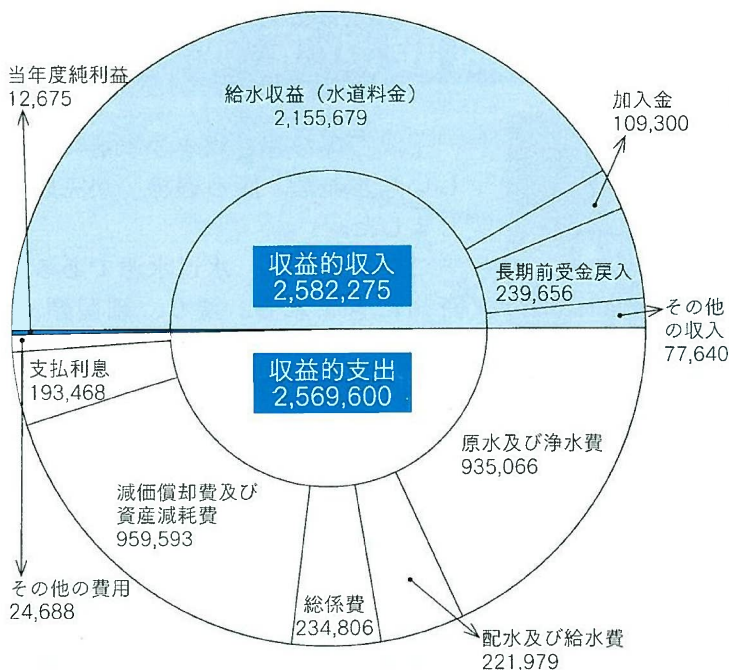 当年度純利益
12,675
給水収益（水道料金）
2,155,679
加入金
109,300
収益的収入
2,582,275
長期前受金戻入
239,656
その他
の収入
77,640
支払利息
193,468
収益的支出
2,569,600
原水及び浄水費
935,066
減価償却費及び
資産減耗費
959,593
その他の費用
24,688
総係費
234,806
配水及び給水費
221,979